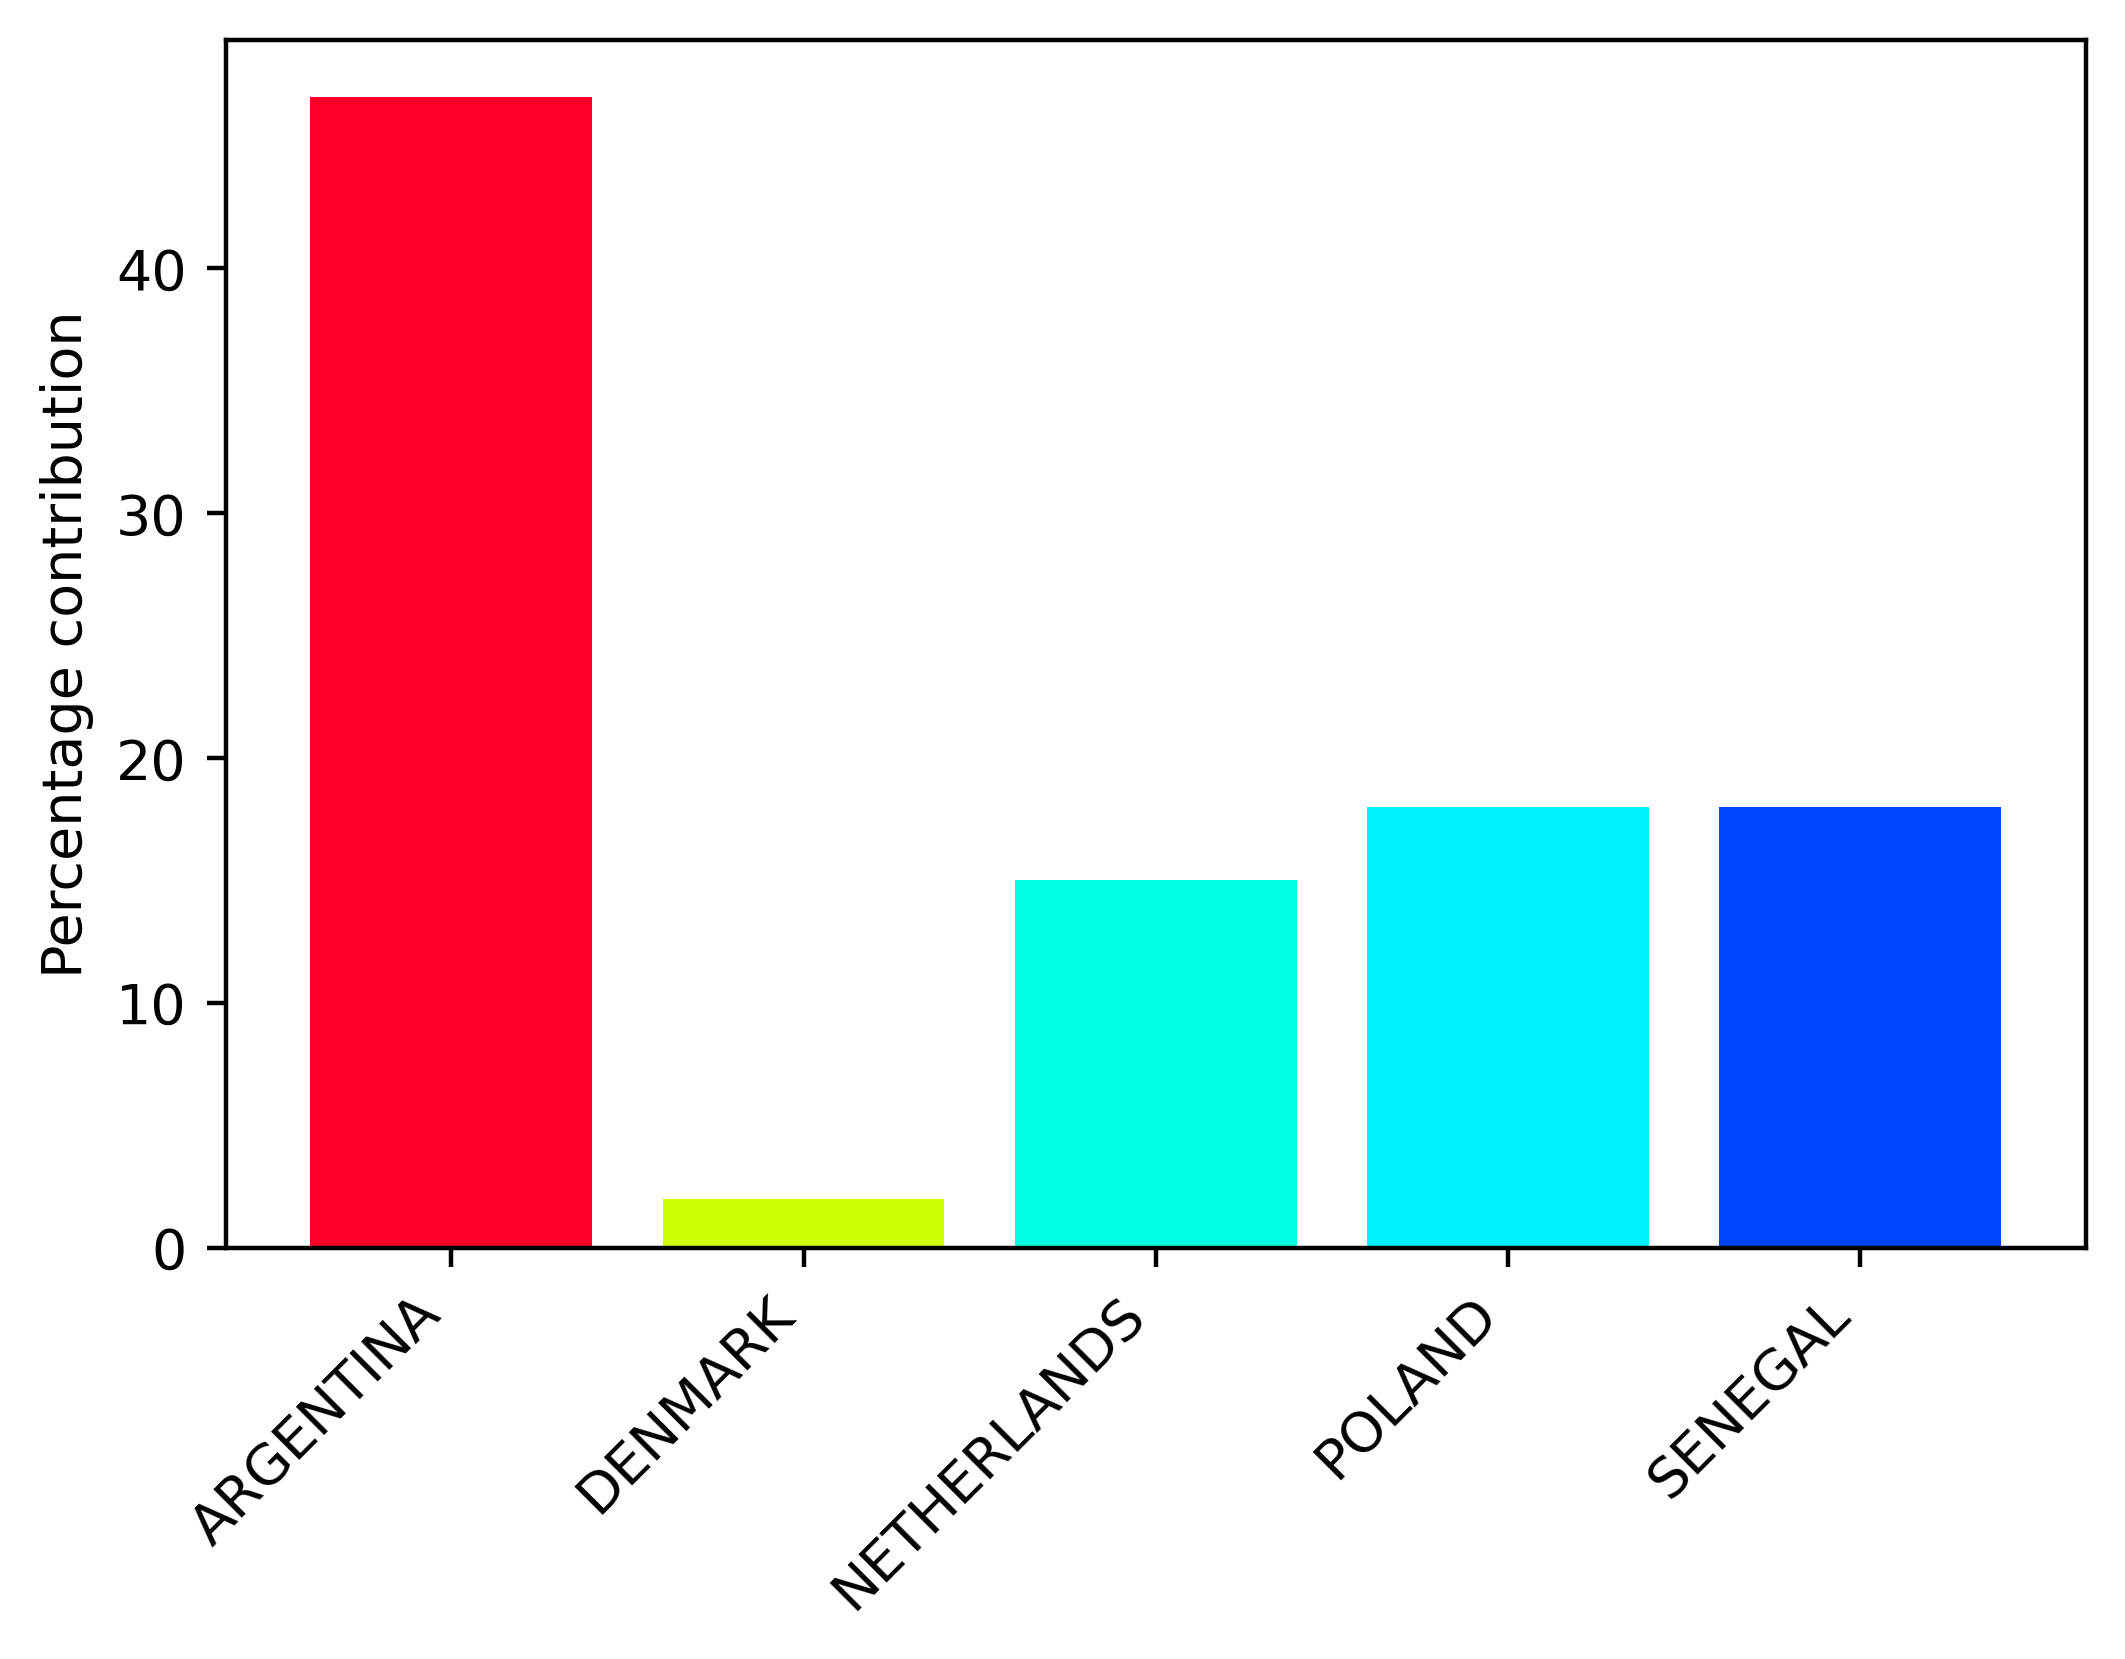 Percentage contribution
40
30
20
10
0
ARGENTINA
DENMARK
NETHERLANDS
POLAND
SENEGAL